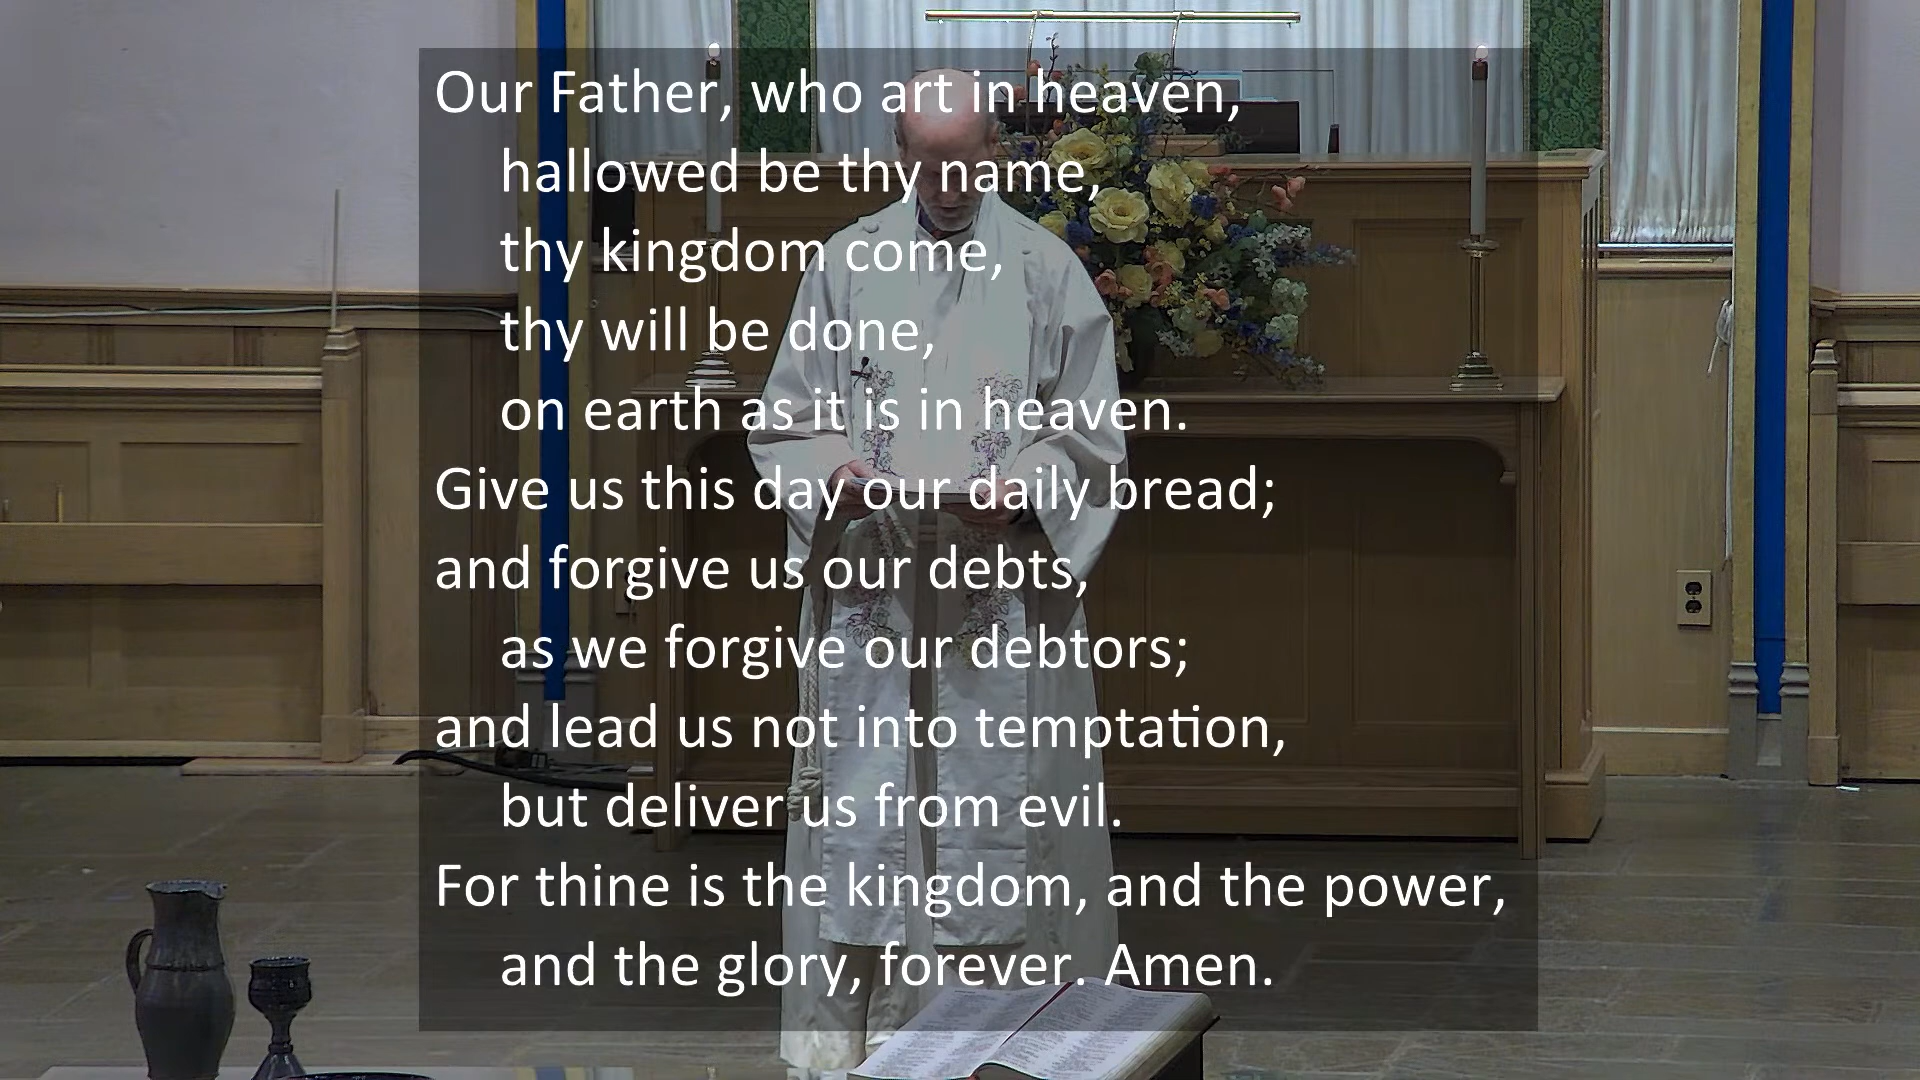 Our Father, who art in heaven,
hallowed be thy name,
thy kingdom come,
thy will be done,
on earth as it is in heaven.
Give us this day our daily bread;
and forgive us our debts,
as we forgive our debtors;
and lead us not into temptation,
but deliver us from evil.
For thine is the kingdom, and the power,
and the glory, forever. Amen.